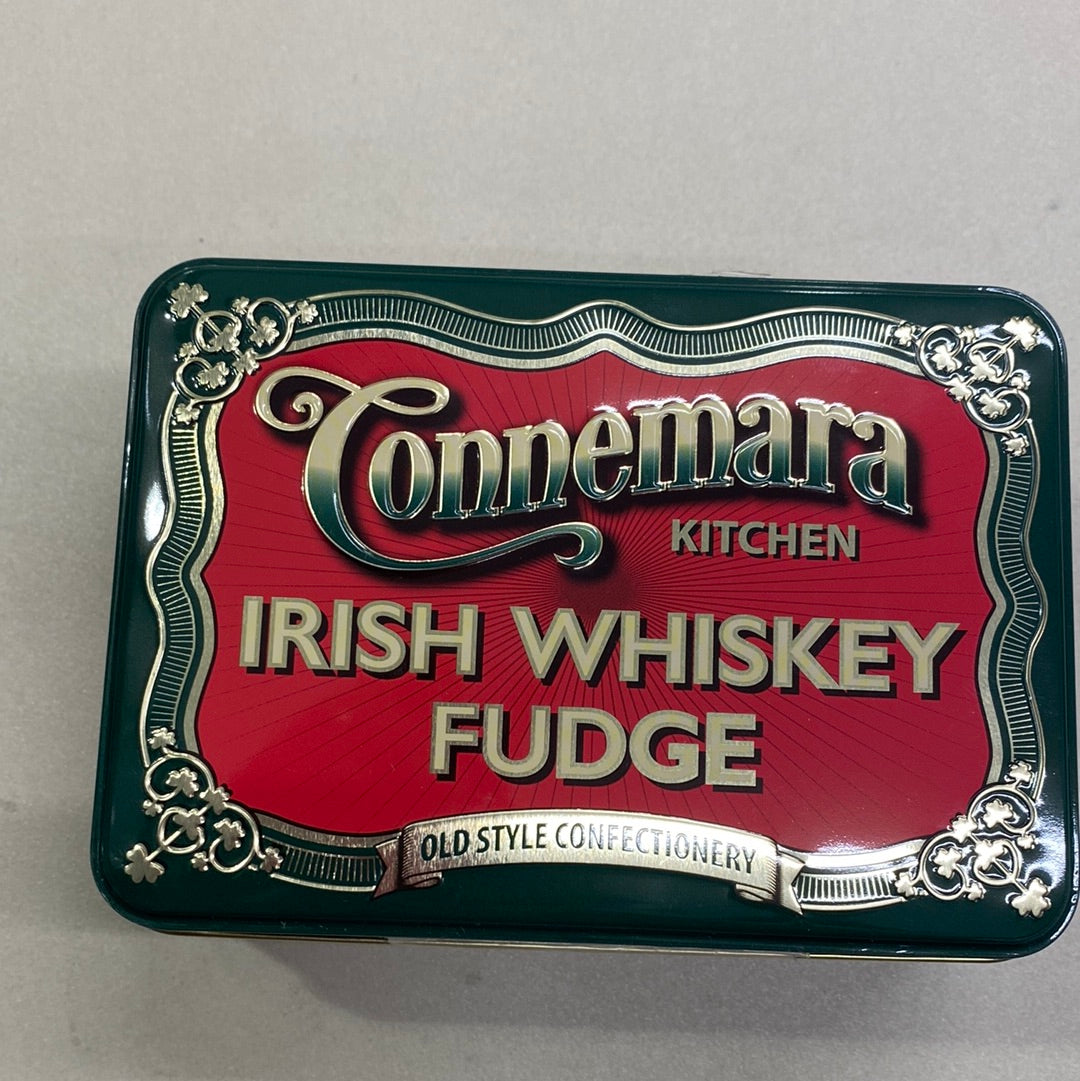 Connemara
KITCHEN
IRISH WHISKEY
FUDGE
OLD STYLE CONFECTIONERY